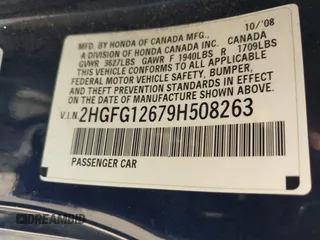 10/'08
MFD. BY HONDA OF CANADA MFG.,
A DIVISION OF HONDA CANADA INC. CANADA
GVWR 3627LBS GAWR F 1940LBS R 1709LBS
THIS VEHICLE CONFORMS TO ALL APPLICABLE
FEDERAL MOTOR VEHICLE SAFETY, BUMPER,
AND THEFT PREVENTION STANDARDS IN EFFECT
ON THE DATE OF MANUFACTURE SHOWN ABOVE.
V.I.N. 2HGFG12679H508263
PASSENGER CAR
DREAMBID